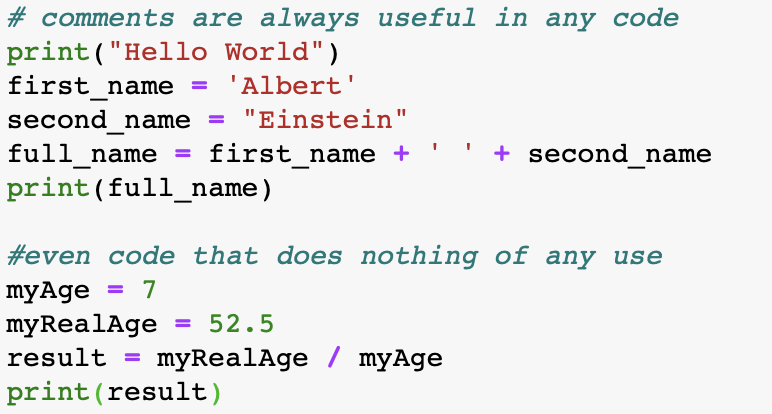 # comments are always useful in any code
print("Hello World")
first_name = 'Albert'
second_name = "Einstein"
full_name = first_name + ' ' + second_name
print(full_name)
#even code that does nothing of any use
myAge = 7
myRealAge = 52.5
result = myRealAge / myAge
print(result)